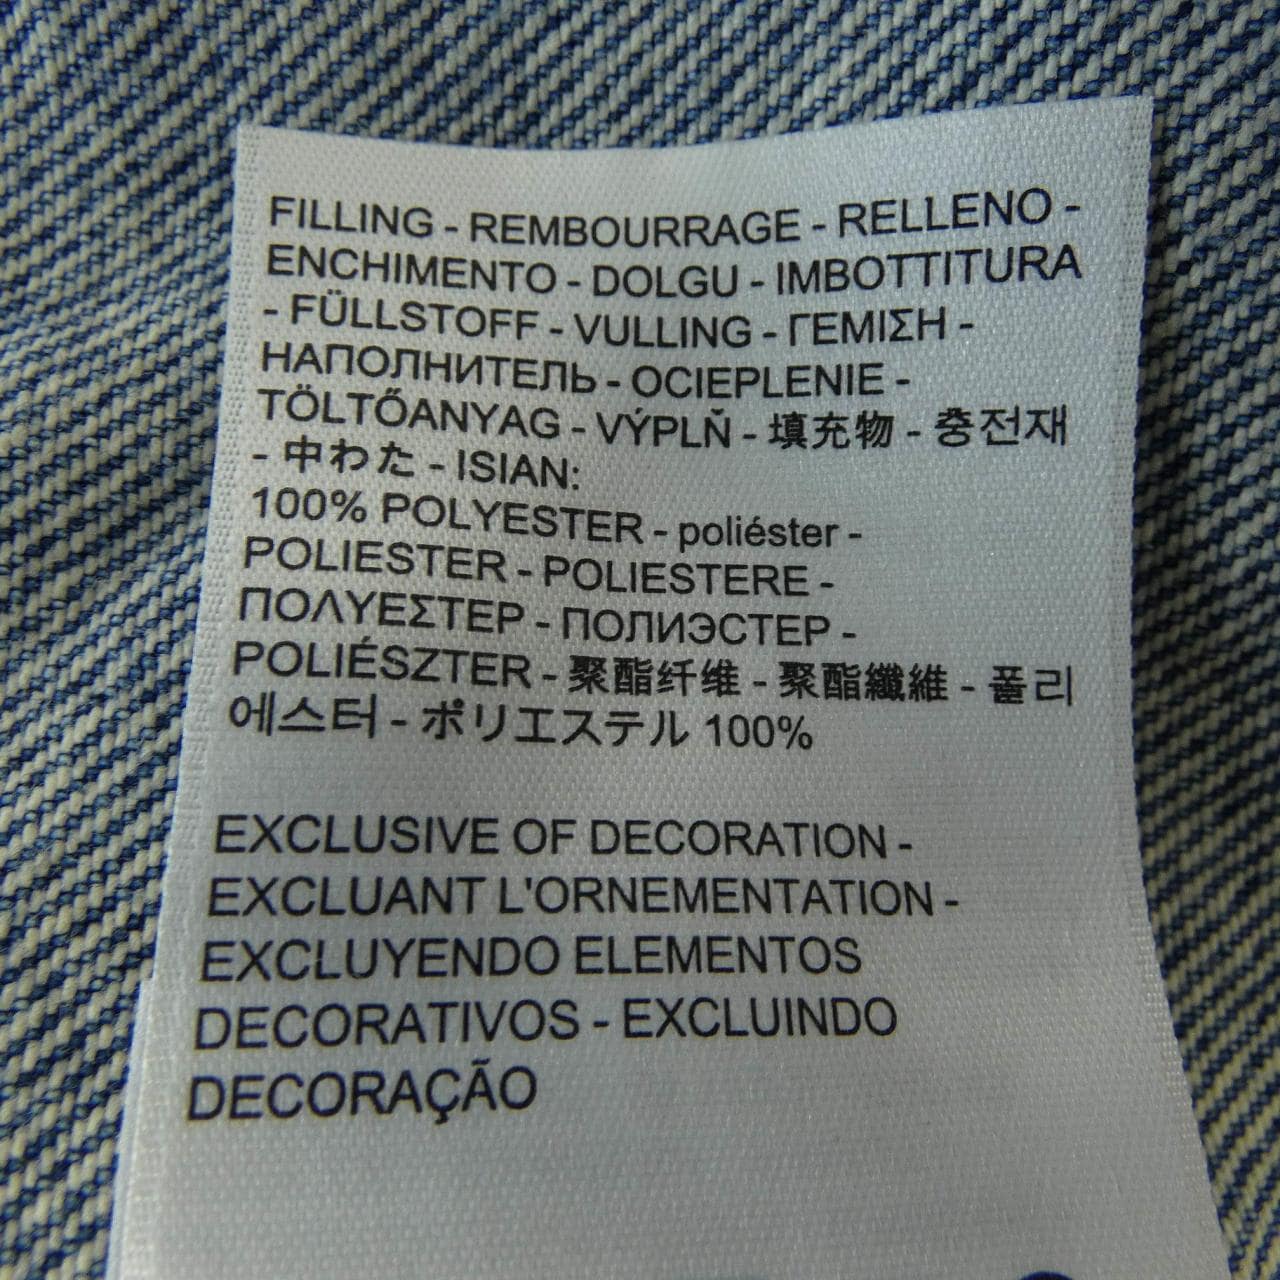 FILLING - REMBOURRAGE - RELLENO -
ENCHIMENTO - DOLGU - IMBOTTITURA
- FÜLLSTOFF - VULLING - ΓΕΜΙΣΗ -
НАПОЛНИТЕЛЬ - OCIEPLENIE -
TÖLTŐANYAG - VÝPLŇ - 填充物 - 충전재
- 中わた - ISIAN:
100% POLYESTER - poliéster -
POLIESTER - POLIESTERE -
ΠΟΛΥΕΣΤΕΡ - ПОЛИЭСТЕР -
POLIÉSZTER - 聚酯纤维 - 聚酯纖維 - 폴리
에스터 - ポリエステル 100%
EXCLUSIVE OF DECORATION -
EXCLUANT L'ORNEMENTATION -
EXCLUYENDO ELEMENTOS
DECORATIVOS - EXCLUINDO
DECORAÇÃO